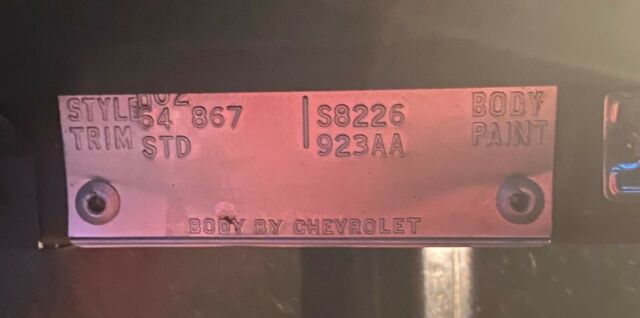 STYLE 64 867 | S8226 BODY
TRIM STD 923AA PAINT
BODY BY CHEVROLET